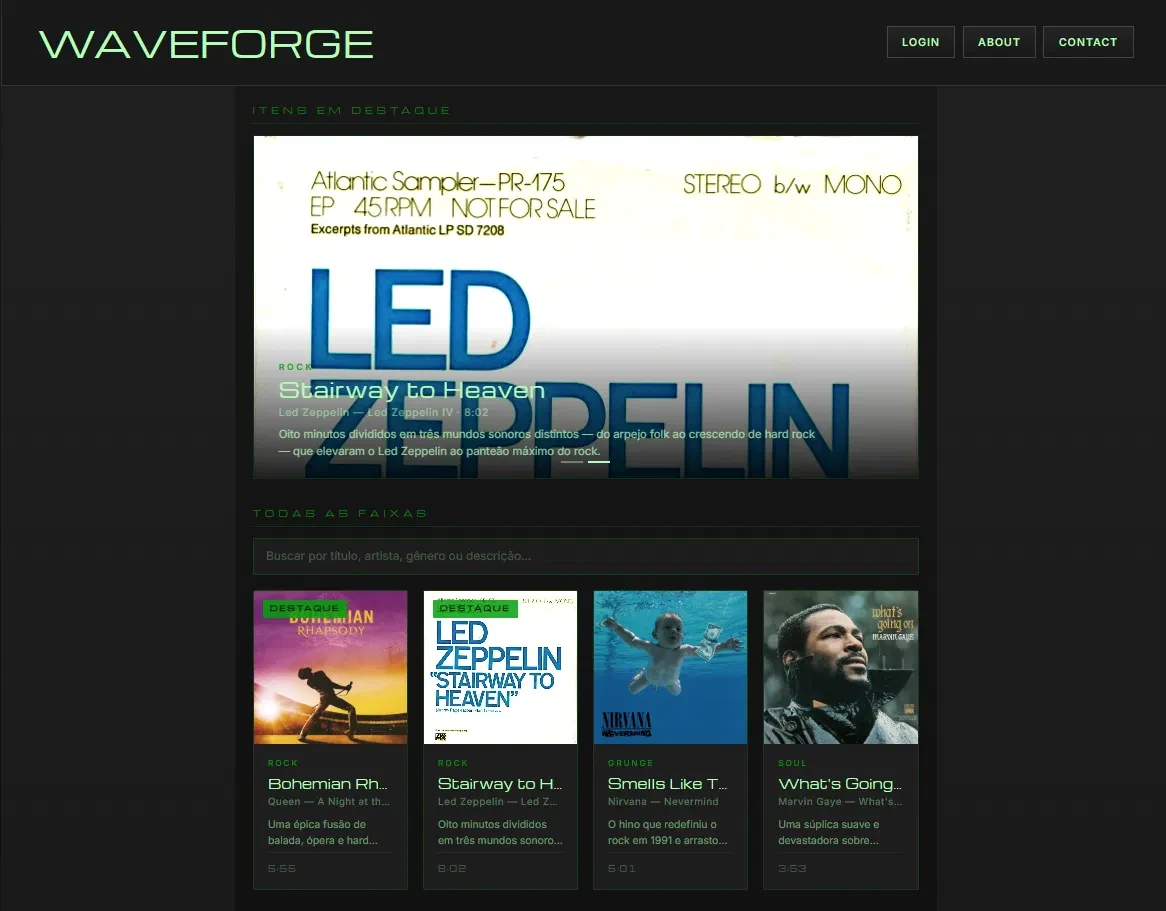 WAVEFORGE
LOGIN
ABOUT
CONTACT
ITENS EM DESTAQUE
Atlantic Sampler—PR-175
STEREO b/w MONO
EP 45RPM NOT FOR SALE
Excerpts from Atlantic LP SD 7208
LED
ZEPPELIN
ROCK
Stairway to Heaven
Led Zeppelin — Led Zeppelin IV · 8:02
Oito minutos divididos em três mundos sonoros distintos — do arpejo folk ao crescendo de hard rock
— que elevaram o Led Zeppelin ao panteão máximo do rock.
TODAS AS FAIXAS
Buscar por título, artista, gênero ou descrição...
DESTAQUE
BOHEMIAN
RHAPSODY
ROCK
Bohemian Rh...
Queen — A Night at th...
Uma épica fusão de
balada, ópera e hard...
5:55
DESTAQUE
LED
ZEPPELIN
"STAIRWAY TO
HEAVEN"
ROCK
Stairway to H...
Led Zeppelin — Led Z...
Oito minutos divididos
em três mundos sonoro...
8:02
NIRVANA
NEVERMIND
GRUNGE
Smells Like T...
Nirvana — Nevermind
O hino que redefiniu o
rock em 1991 e arrasto...
5:01
what's
going on
MARVIN GAYE
SOUL
What's Going...
Marvin Gaye — What's...
Uma súplica suave e
devastadora sobre...
3:53